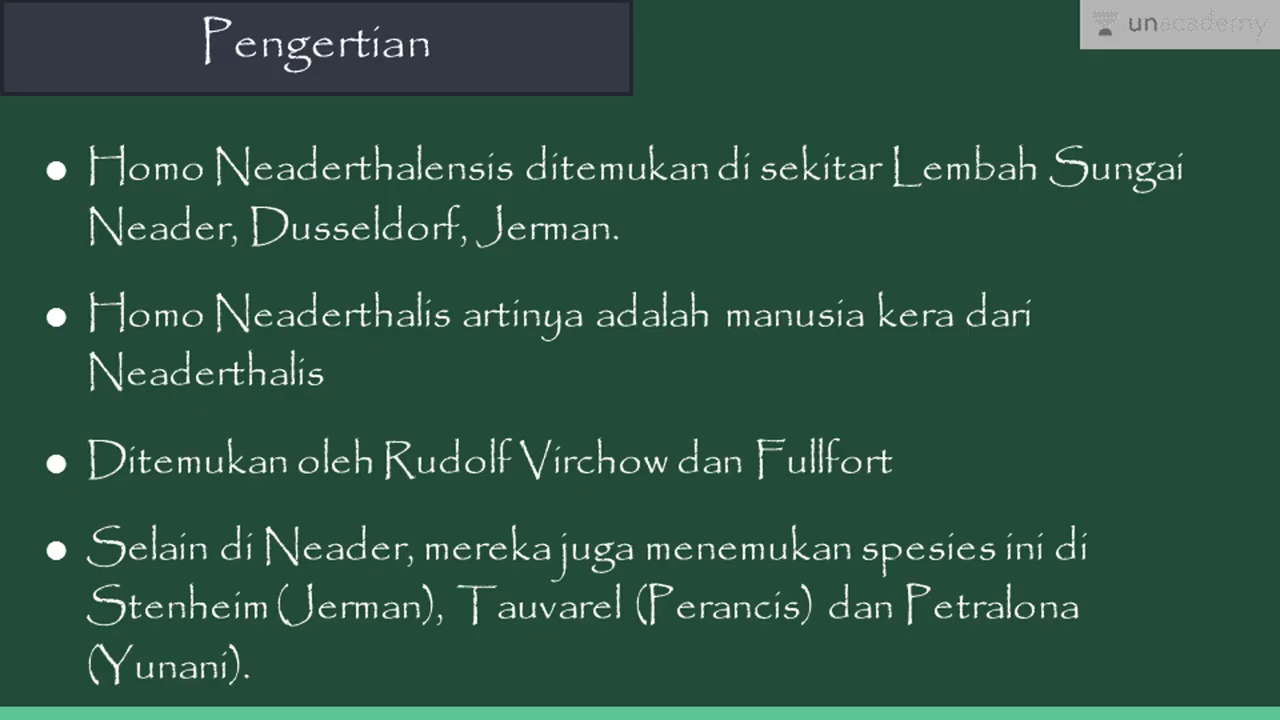 Pengertian
unacademy
• Homo Neaderthalensis ditemukan di sekitar Lembah Sungai
Neader, Dusseldorf, Jerman.
• Homo Neaderthalis artinya adalah manusia kera dari
Neaderthalis
• Ditemukan oleh Rudolf Virchow dan Fullfort
• Selain di Neader, mereka juga menemukan spesies ini di
Stenheim (Jerman), Tauvarel (Perancis) dan Petralona
(Yunani).